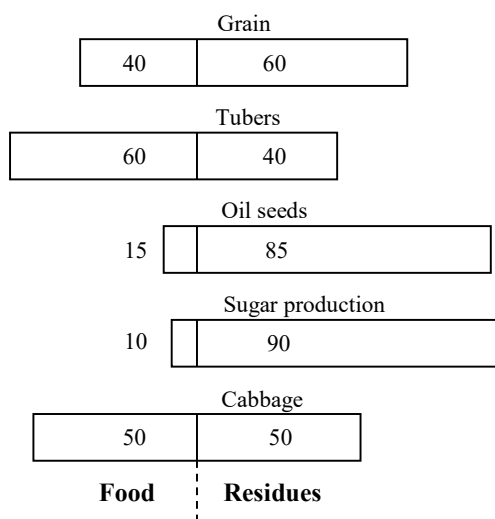 Grain
40 60
Tubers
60 40
Oil seeds
15 85
Sugar production
10 90
Cabbage
50 50
Food Residues